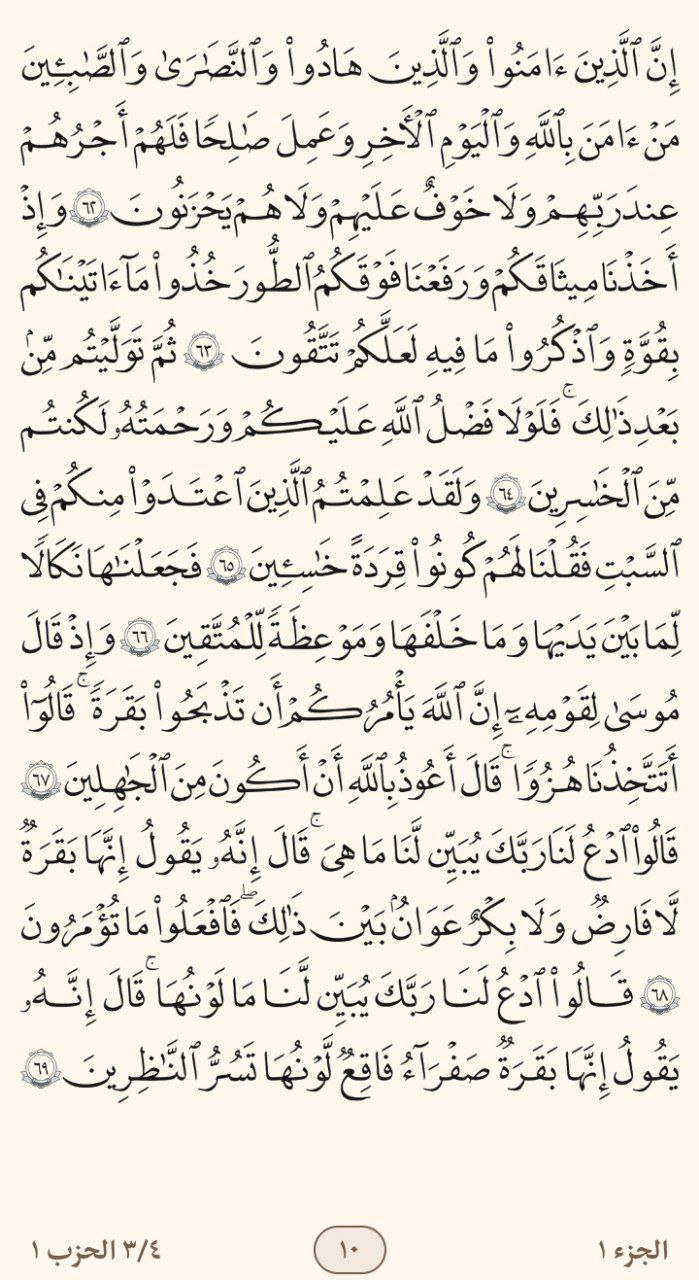 إِنَّ ٱلَّذِينَ ءَامَنُوا۟ وَٱلَّذِينَ هَادُوا۟ وَٱلنَّصَـٰرَىٰ وَٱلصَّـٰبِـِٔينَ
مَنْ ءَامَنَ بِٱللَّهِ وَٱلْيَوْمِ ٱلْـَٔاخِرِ وَعَمِلَ صَـٰلِحًا فَلَهُمْ أَجْرُهُمْ
عِندَ رَبِّهِمْ وَلَا خَوْفٌ عَلَيْهِمْ وَلَا هُمْ يَحْزَنُونَ ٦٢ وَإِذْ
أَخَذْنَا مِيثَـٰقَكُمْ وَرَفَعْنَا فَوْقَكُمُ ٱلطُّورَ خُذُوا۟ مَآ ءَاتَيْنَـٰكُم
بِقُوَّةٍ وَٱذْكُرُوا۟ مَا فِيهِ لَعَلَّكُمْ تَتَّقُونَ ٦٣ ثُمَّ تَوَلَّيْتُم مِّنۢ
بَعْدِ ذَٰلِكَ ۖ فَلَوْلَا فَضْلُ ٱللَّهِ عَلَيْكُمْ وَرَحْمَتُهُۥ لَكُنتُم
مِّنَ ٱلْخَـٰسِرِينَ ٦٤ وَلَقَدْ عَلِمْتُمُ ٱلَّذِينَ ٱعْتَدَوْا۟ مِنكُمْ فِى
ٱلسَّبْتِ فَقُلْنَا لَهُمْ كُونُوا۟ قِرَدَةً خَـٰسِـِٔينَ ٦٥ فَجَعَلْنَـٰهَا نَكَـٰلًا
لِّمَا بَيْنَ يَدَيْهَا وَمَا خَلْفَهَا وَمَوْعِظَةً لِّلْمُتَّقِينَ ٦٦ وَإِذْ قَالَ
مُوسَىٰ لِقَوْمِهِۦٓ إِنَّ ٱللَّهَ يَأْمُرُكُمْ أَن تَذْبَحُوا۟ بَقَرَةً ۚ قَالُوٓا۟
أَتَتَّخِذُنَا هُزُوًا ۚ قَالَ أَعُوذُ بِٱللَّهِ أَنْ أَكُونَ مِنَ ٱلْجَـٰهِلِينَ ٦٧
قَالُوا۟ ٱدْعُ لَنَا رَبَّكَ يُبَيِّن لَّنَا مَا هِىَ ۚ قَالَ إِنَّهُۥ يَقُولُ إِنَّهَا بَقَرَةٌ
لَّا فَارِضٌ وَلَا بِكْرٌ عَوَانٌۢ بَيْنَ ذَٰلِكَ ۖ فَٱفْعَلُوا۟ مَا تُؤْمَرُونَ
٦٨ قَالُوا۟ ٱدْعُ لَنَا رَبَّكَ يُبَيِّن لَّنَا مَا لَوْنُهَا ۚ قَالَ إِنَّهُۥ
يَقُولُ إِنَّهَا بَقَرَةٌ صَفْرَآءُ فَاقِعٌ لَّوْنُهَا تَسُرُّ ٱلنَّـٰظِرِينَ ٦٩
الجزء ١ ١٠ ٣/٤ الحزب ١